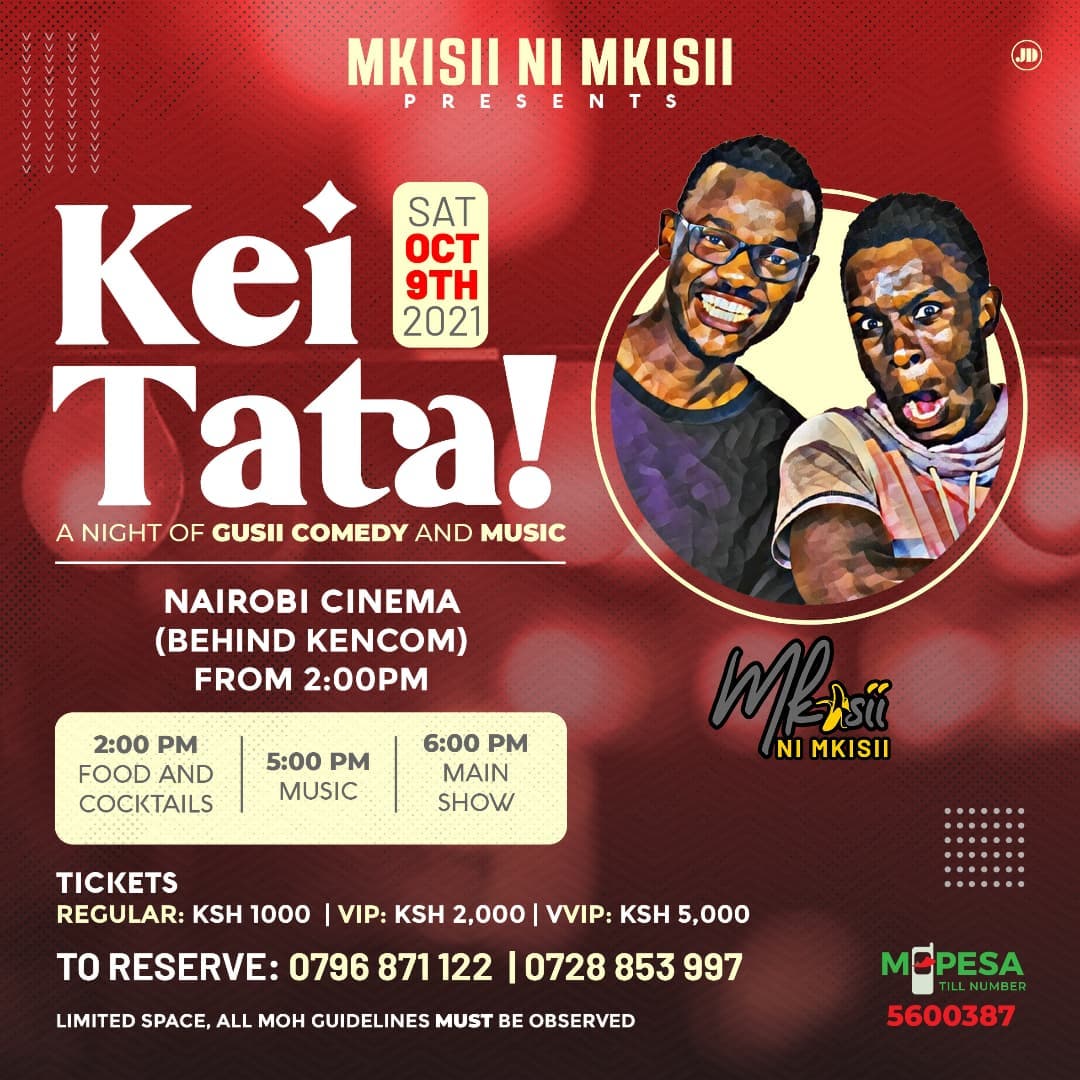 MKISII NI MKISII
PRESENTS
JD
Kei
Tata!
SAT
OCT
9TH
2021
A NIGHT OF GUSII COMEDY AND MUSIC
NAIROBI CINEMA
(BEHIND KENCOM)
FROM 2:00PM
2:00 PM
FOOD AND
COCKTAILS
5:00 PM
MUSIC
6:00 PM
MAIN
SHOW
Mkisii
NI MKISII
TICKETS
REGULAR: KSH 1000 | VIP: KSH 2,000 | VVIP: KSH 5,000
TO RESERVE: 0796 871 122 | 0728 853 997
LIMITED SPACE, ALL MOH GUIDELINES MUST BE OBSERVED
M-PESA
TILL NUMBER
5600387